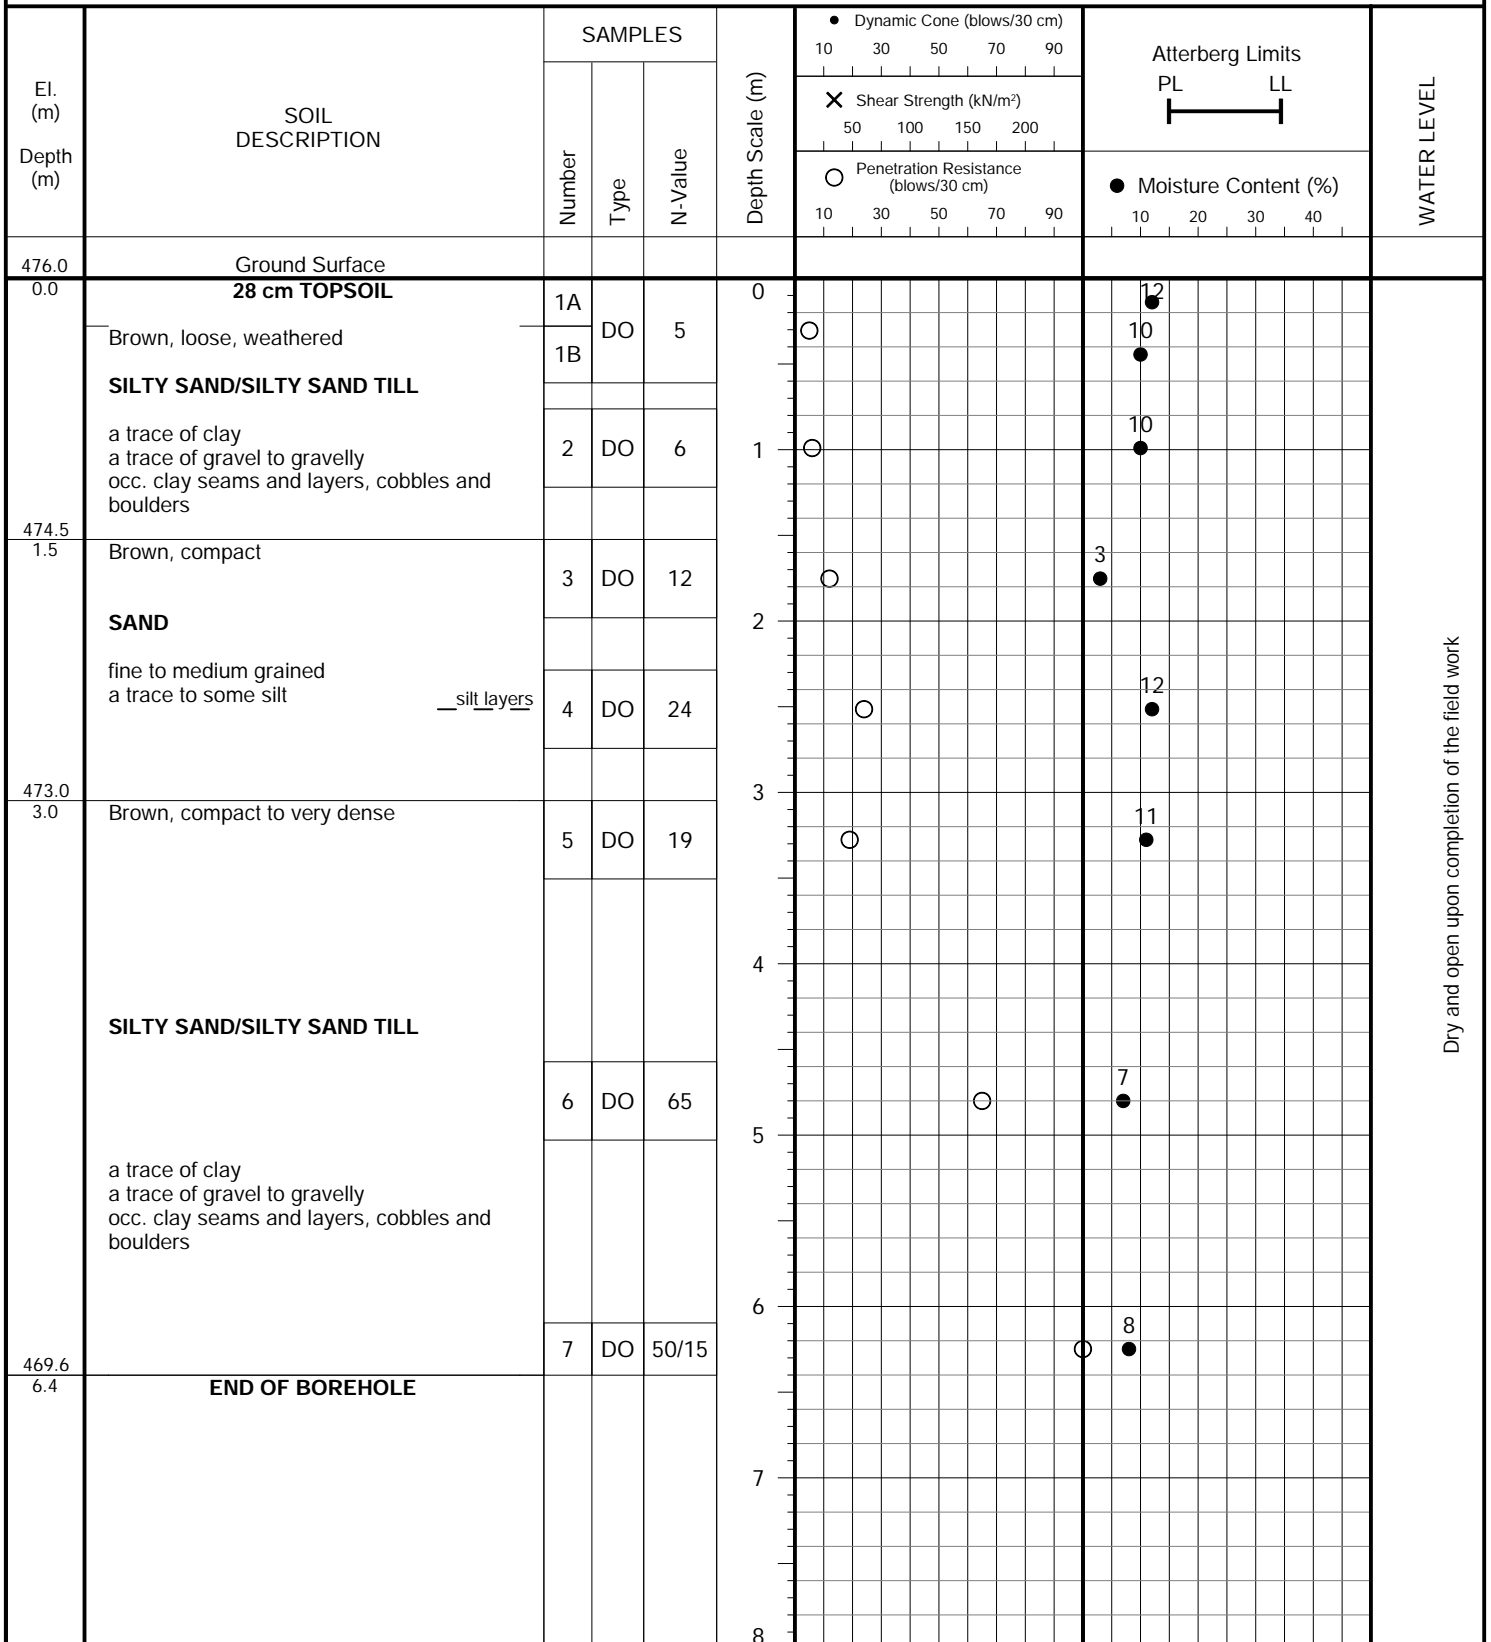 El.
(m)
Depth
(m)
SOIL
DESCRIPTION
SAMPLES
Number
Type
N-Value
Depth Scale (m)
Dynamic Cone (blows/30 cm)
10 30 50 70 90
Shear Strength (kN/m²)
50 100 150 200
Penetration Resistance
(blows/30 cm)
10 30 50 70 90
Atterberg Limits
PL LL
Moisture Content (%)
10 20 30 40
WATER LEVEL
476.0 Ground Surface
0.0 28 cm TOPSOIL 1A 0 12
Brown, loose, weathered DO 5 10
1B
SILTY SAND/SILTY SAND TILL
a trace of clay 10
a trace of gravel to gravelly 2 DO 6 1
occ. clay seams and layers, cobbles and
boulders
474.5
1.5 Brown, compact 3
3 DO 12
SAND 2
fine to medium grained
a trace to some silt 12
silt layers 4 DO 24
473.0 3
3.0 Brown, compact to very dense 11
5 DO 19
4
SILTY SAND/SILTY SAND TILL
7
6 DO 65
5
a trace of clay
a trace of gravel to gravelly
occ. clay seams and layers, cobbles and
boulders
6
8
7 DO 50/15
469.6
6.4 END OF BOREHOLE
7
8
Dry and open upon completion of the field work